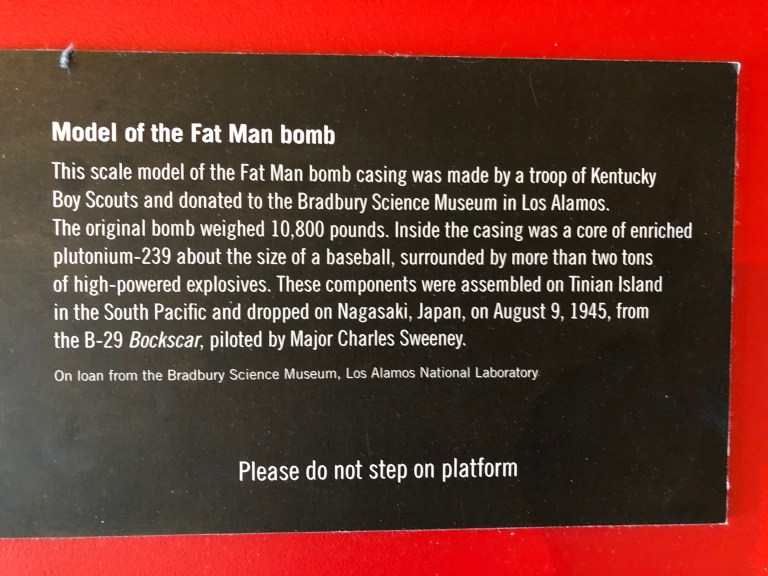 Model of the Fat Man bomb
This scale model of the Fat Man bomb casing was made by a troop of Kentucky
Boy Scouts and donated to the Bradbury Science Museum in Los Alamos.
The original bomb weighed 10,800 pounds. Inside the casing was a core of enriched
plutonium-239 about the size of a baseball, surrounded by more than two tons
of high-powered explosives. These components were assembled on Tinian Island
in the South Pacific and dropped on Nagasaki, Japan, on August 9, 1945, from
the B-29 Bockscar, piloted by Major Charles Sweeney.
On loan from the Bradbury Science Museum, Los Alamos National Laboratory
Please do not step on platform